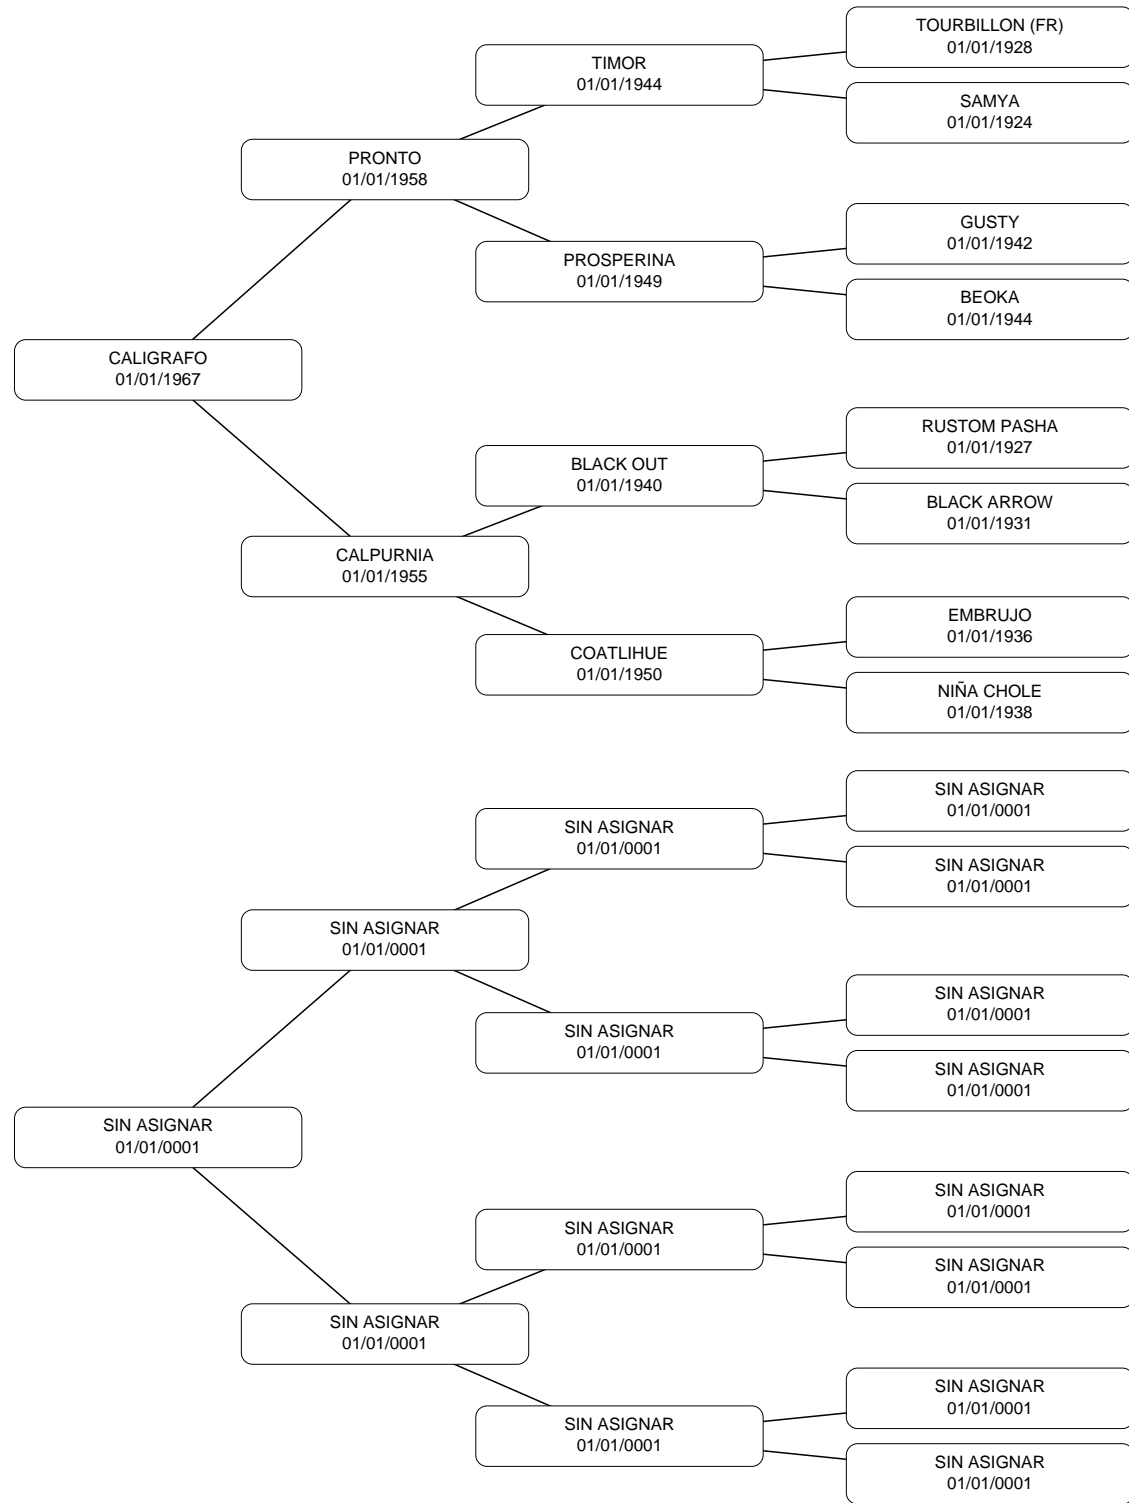 TOURBILLON (FR)
01/01/1928
TIMOR
01/01/1944
SAMYA
01/01/1924
PRONTO
01/01/1958
GUSTY
01/01/1942
PROSPERINA
01/01/1949
BEOKA
01/01/1944
CALIGRAFO
01/01/1967
RUSTOM PASHA
01/01/1927
BLACK OUT
01/01/1940
BLACK ARROW
01/01/1931
CALPURNIA
01/01/1955
EMBRUJO
01/01/1936
COATLIHUE
01/01/1950
NIÑA CHOLE
01/01/1938
SIN ASIGNAR
01/01/0001
SIN ASIGNAR
01/01/0001
SIN ASIGNAR
01/01/0001
SIN ASIGNAR
01/01/0001
SIN ASIGNAR
01/01/0001
SIN ASIGNAR
01/01/0001
SIN ASIGNAR
01/01/0001
SIN ASIGNAR
01/01/0001
SIN ASIGNAR
01/01/0001
SIN ASIGNAR
01/01/0001
SIN ASIGNAR
01/01/0001
SIN ASIGNAR
01/01/0001
SIN ASIGNAR
01/01/0001
SIN ASIGNAR
01/01/0001
SIN ASIGNAR
01/01/0001